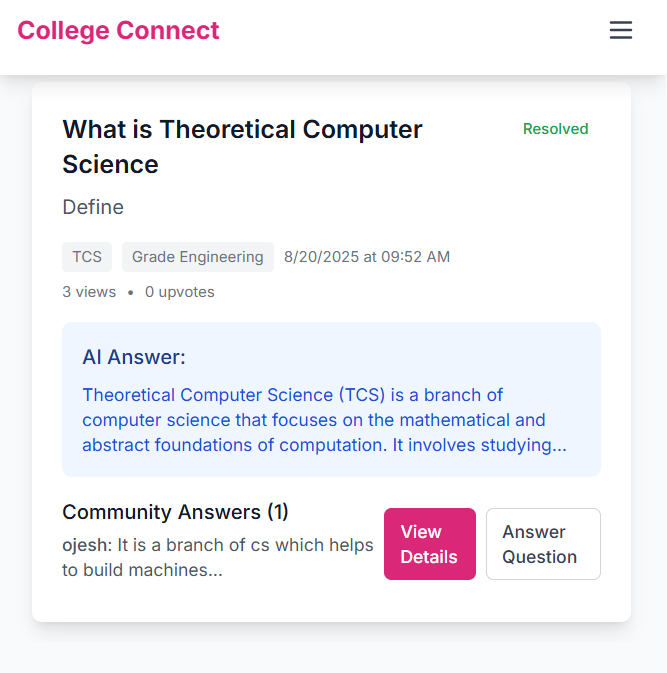 College Connect
What is Theoretical Computer
Science
Resolved
Define
TCS
Grade Engineering
8/20/2025 at 09:52 AM
3 views • 0 upvotes
AI Answer:
Theoretical Computer Science (TCS) is a branch of
computer science that focuses on the mathematical and
abstract foundations of computation. It involves studying...
Community Answers (1)
ojesh: It is a branch of cs which helps
to build machines...
View
Details
Answer
Question